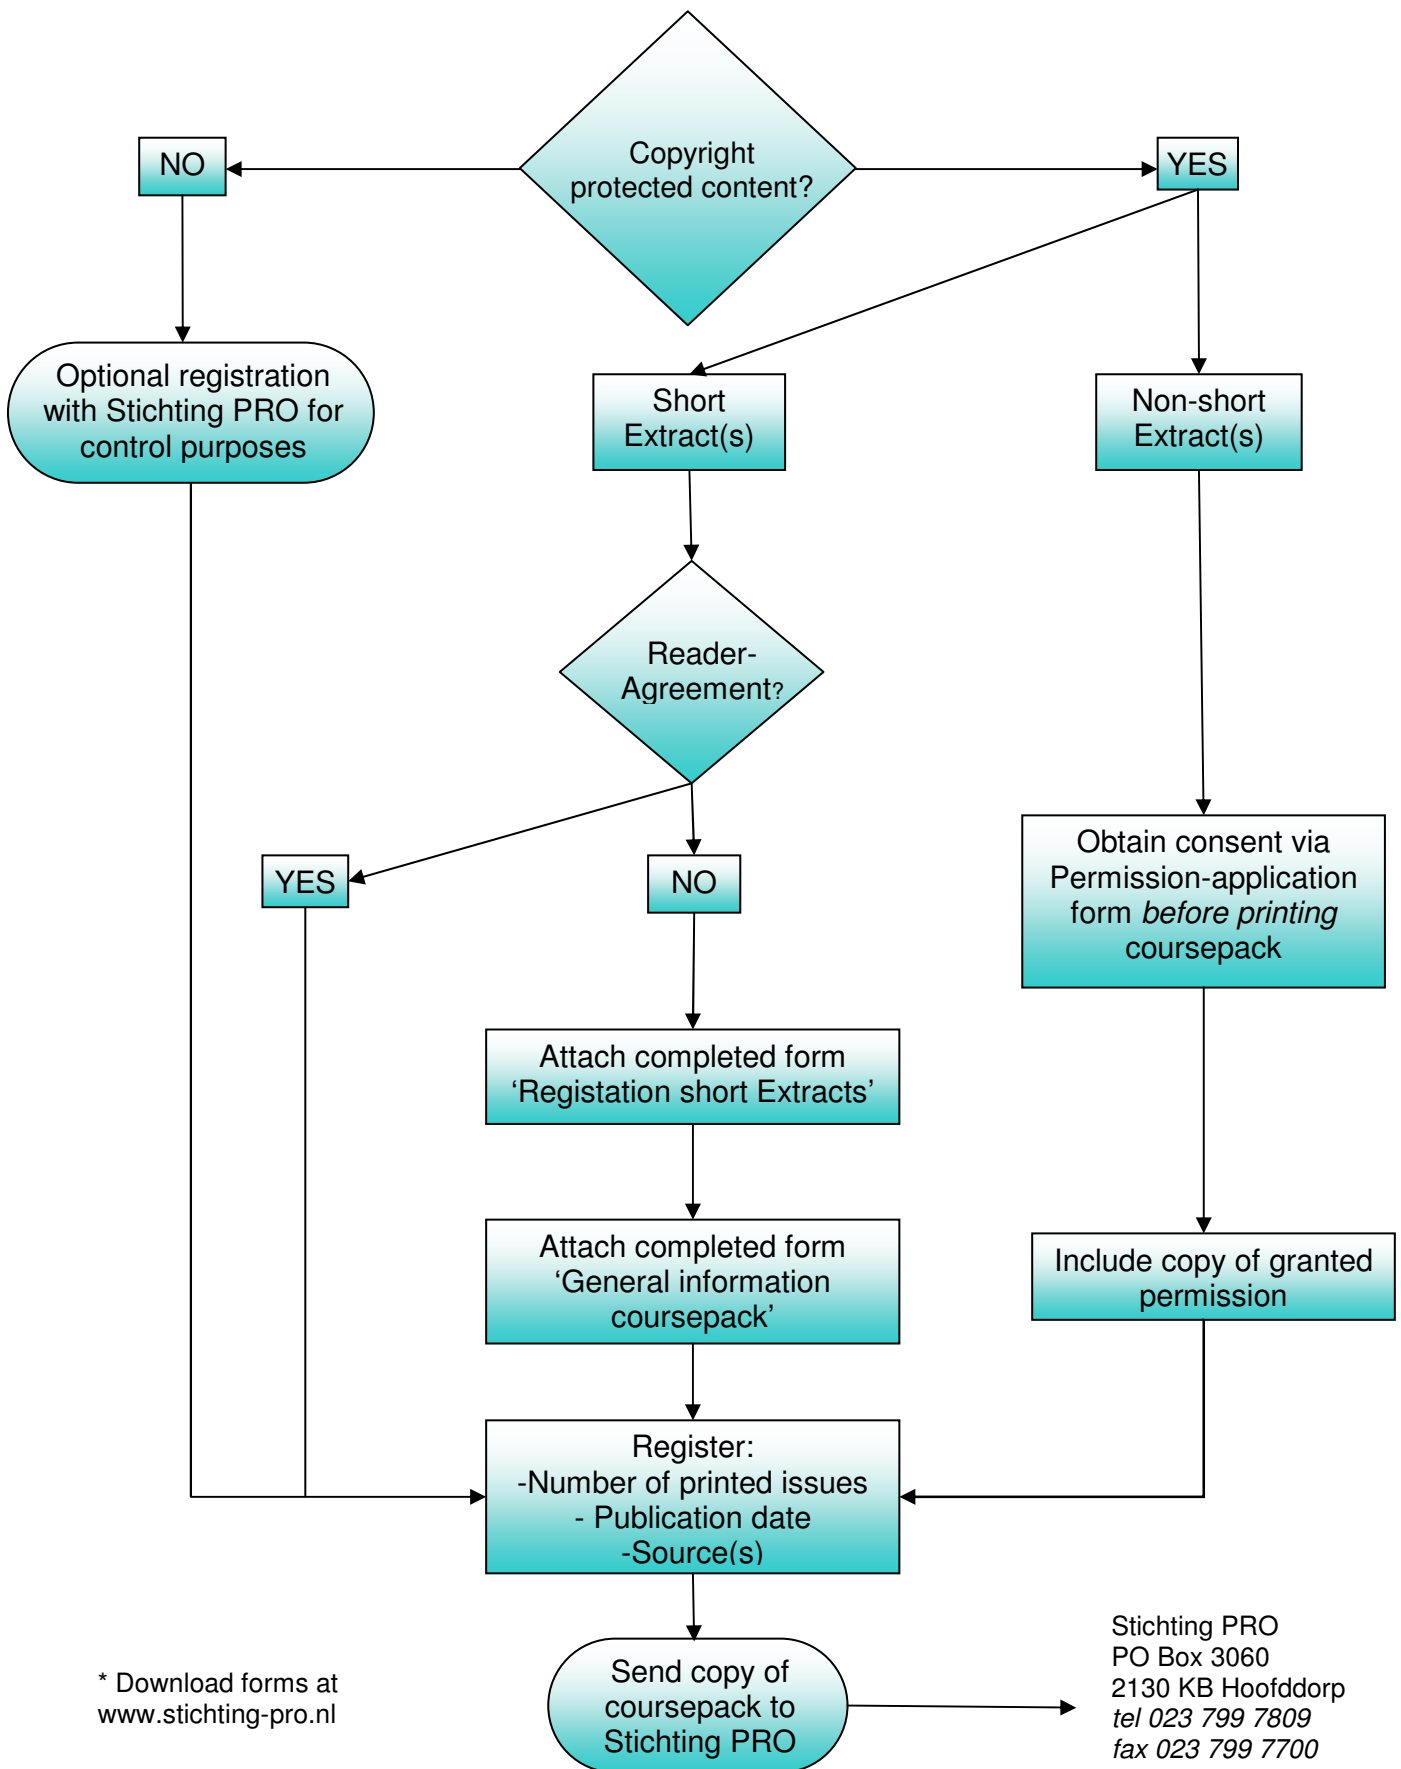 Copyright
protected content?
NO
YES
Optional registration
with Stichting PRO for
control purposes
Short
Extract(s)
Non-short
Extract(s)
Reader-
Agreement?
YES
NO
Obtain consent via
Permission-application
form before printing
coursepack
Attach completed form
‘Registation short Extracts’
Attach completed form
‘General information
coursepack’
Include copy of granted
permission
Register:
-Number of printed issues
- Publication date
-Source(s)
Send copy of
coursepack to
Stichting PRO
Stichting PRO
PO Box 3060
2130 KB Hoofddorp
tel 023 799 7809
fax 023 799 7700
* Download forms at
www.stichting-pro.nl